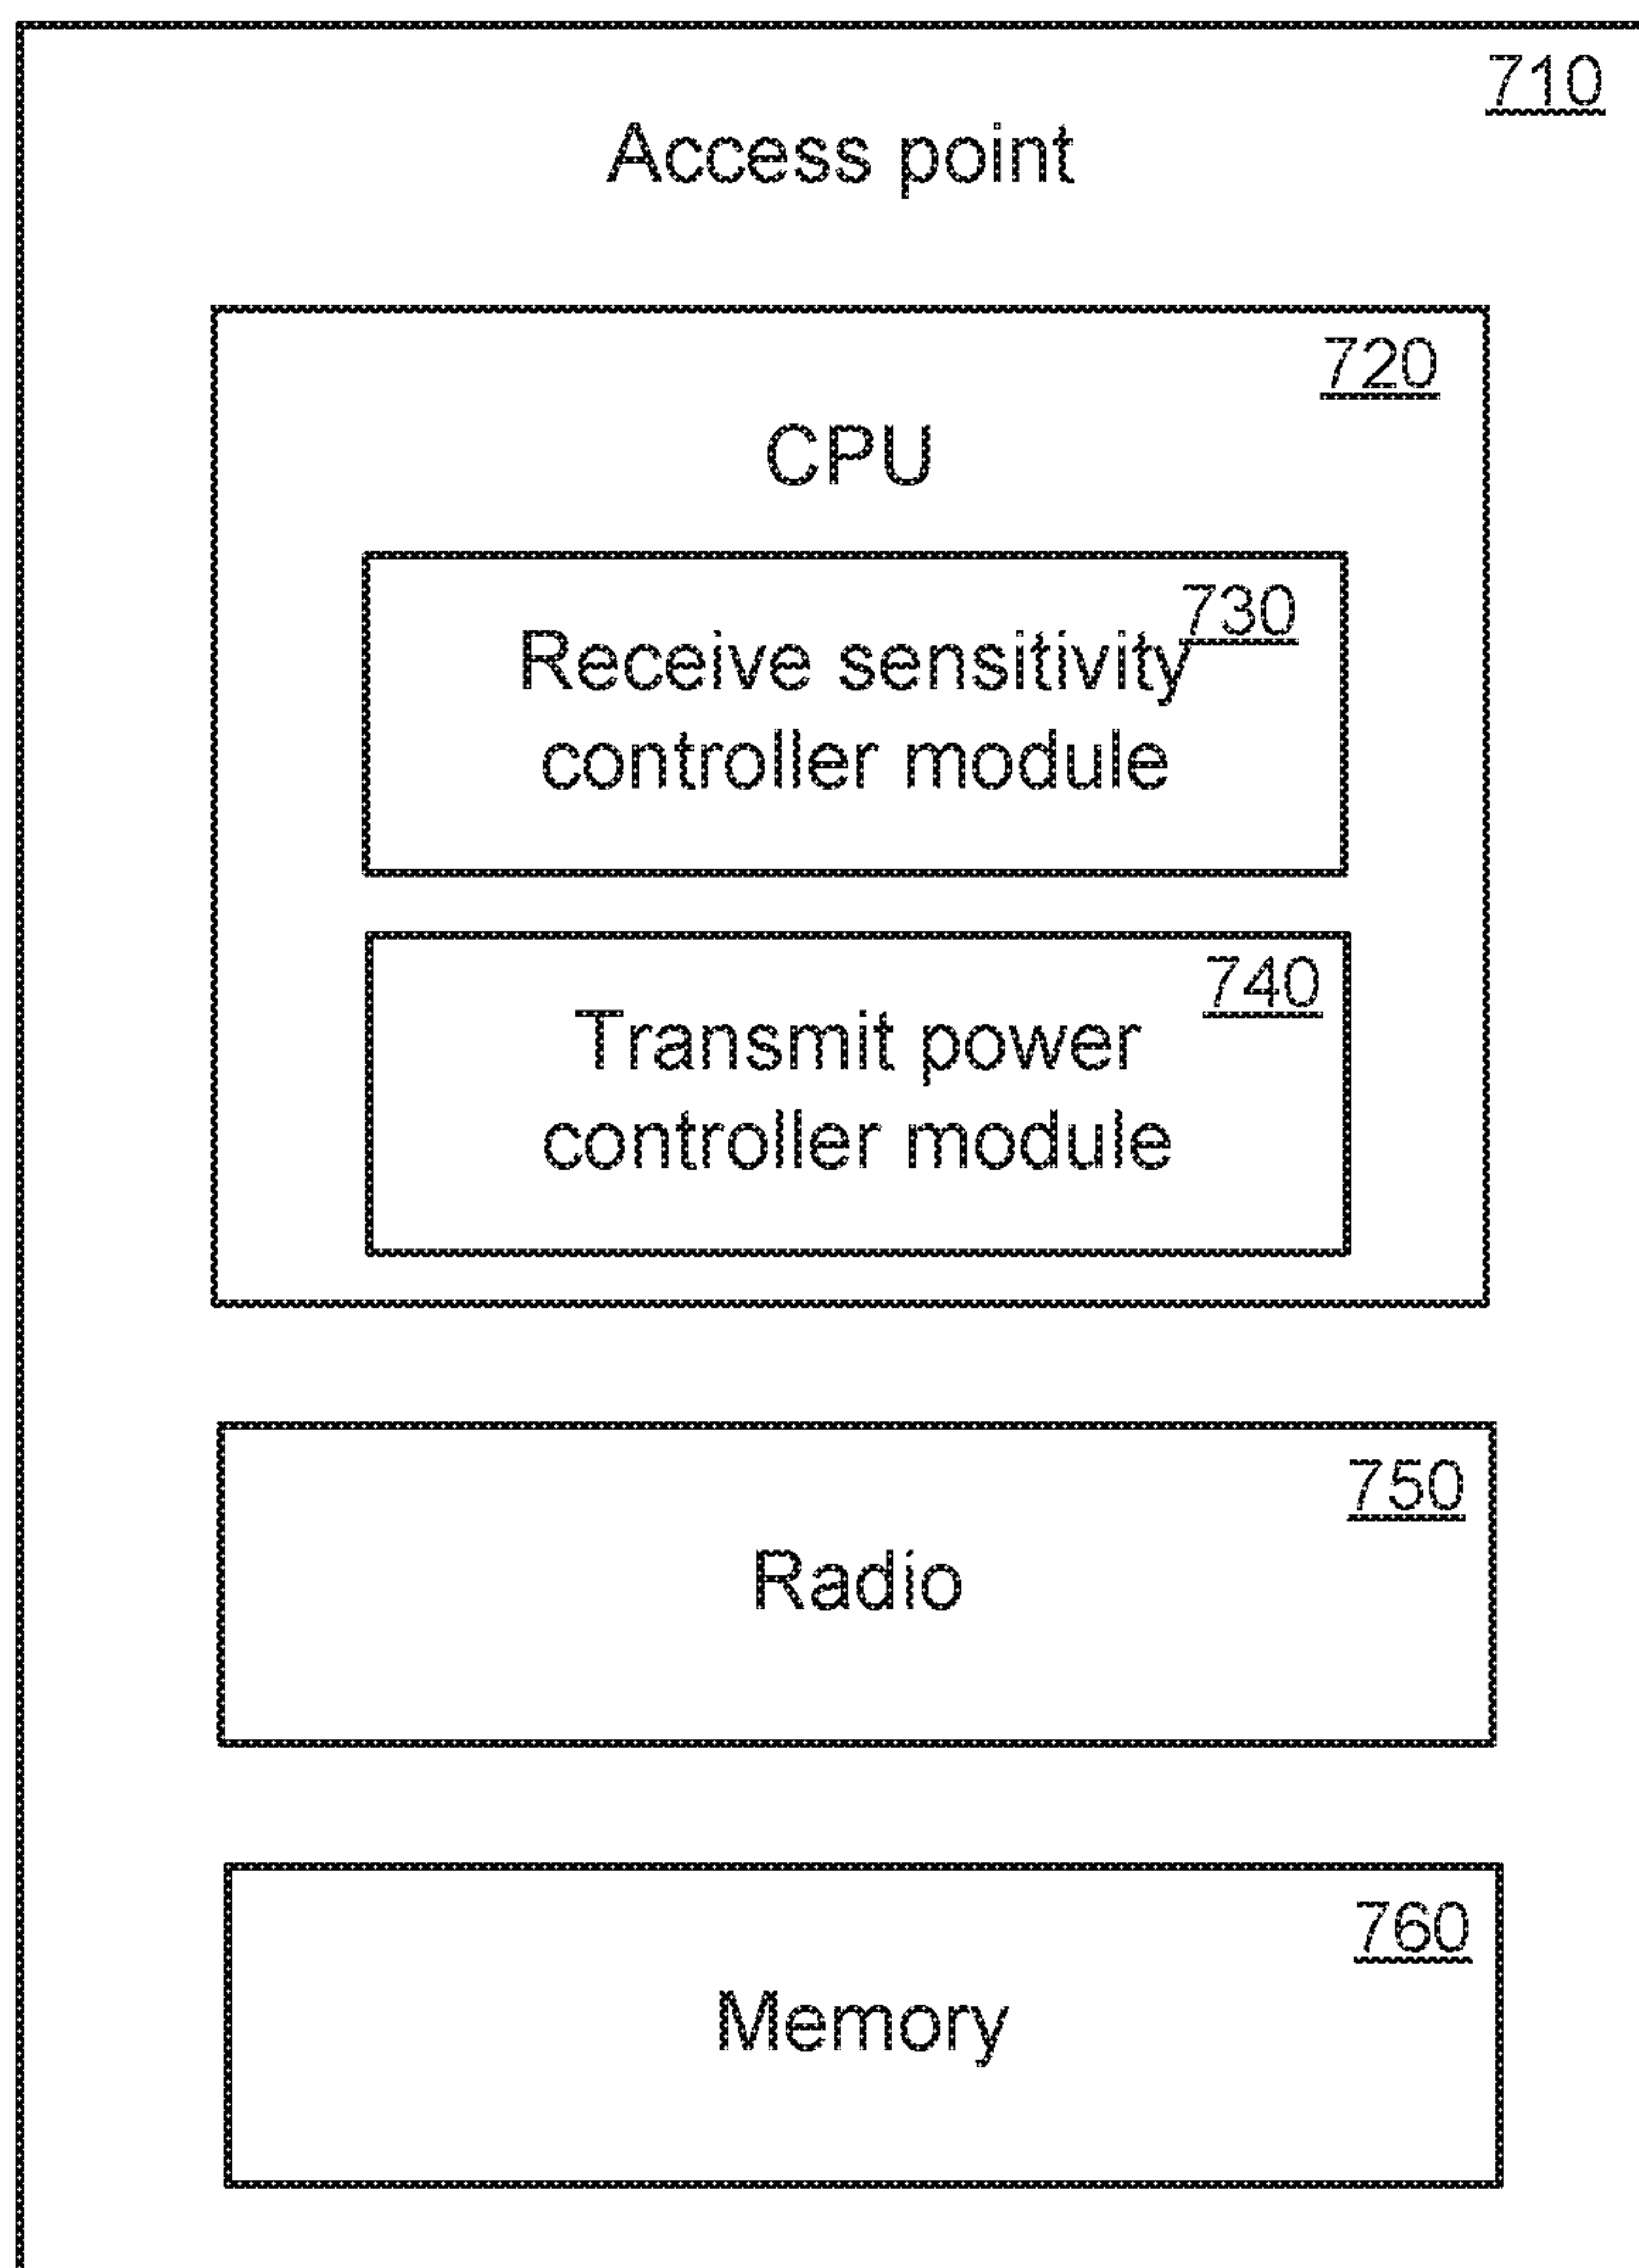 710
Access point
720
CPU
730
Receive sensitivity
controller module
740
Transmit power
controller module
750
Radio
760
Memory